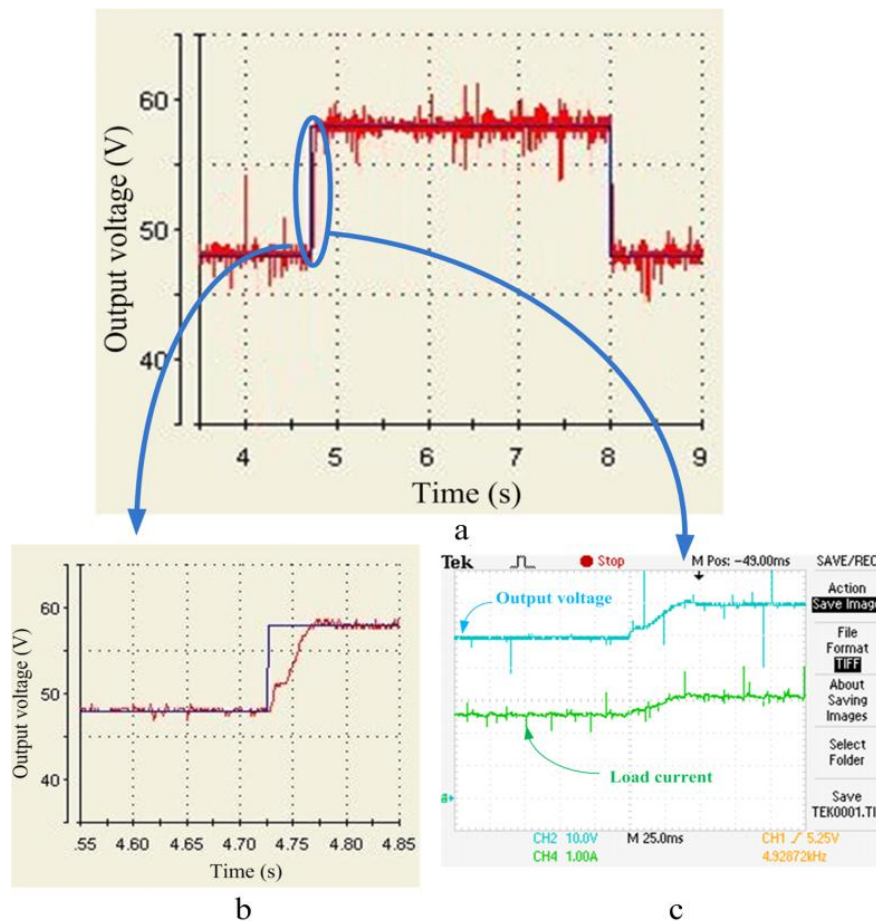 60
50
40
Output voltage (V)
4 5 6 7 8 9
Time (s)
a
60
50
40
Output voltage (V)
.55 4.60 4.65 4.70 4.75 4.80 4.85
Time (s)
b
Tek Stop M Pos: -49.00ms SAVE/REC
Action
Save Image
File
Format
TIFF
About
Saving
Images
Select
Folder
Save
TEK0001.TI
Output voltage
Load current
CH2 10.0V M 25.0ms CH1 5.25V
CH4 1.00A 4.92872kHz
c